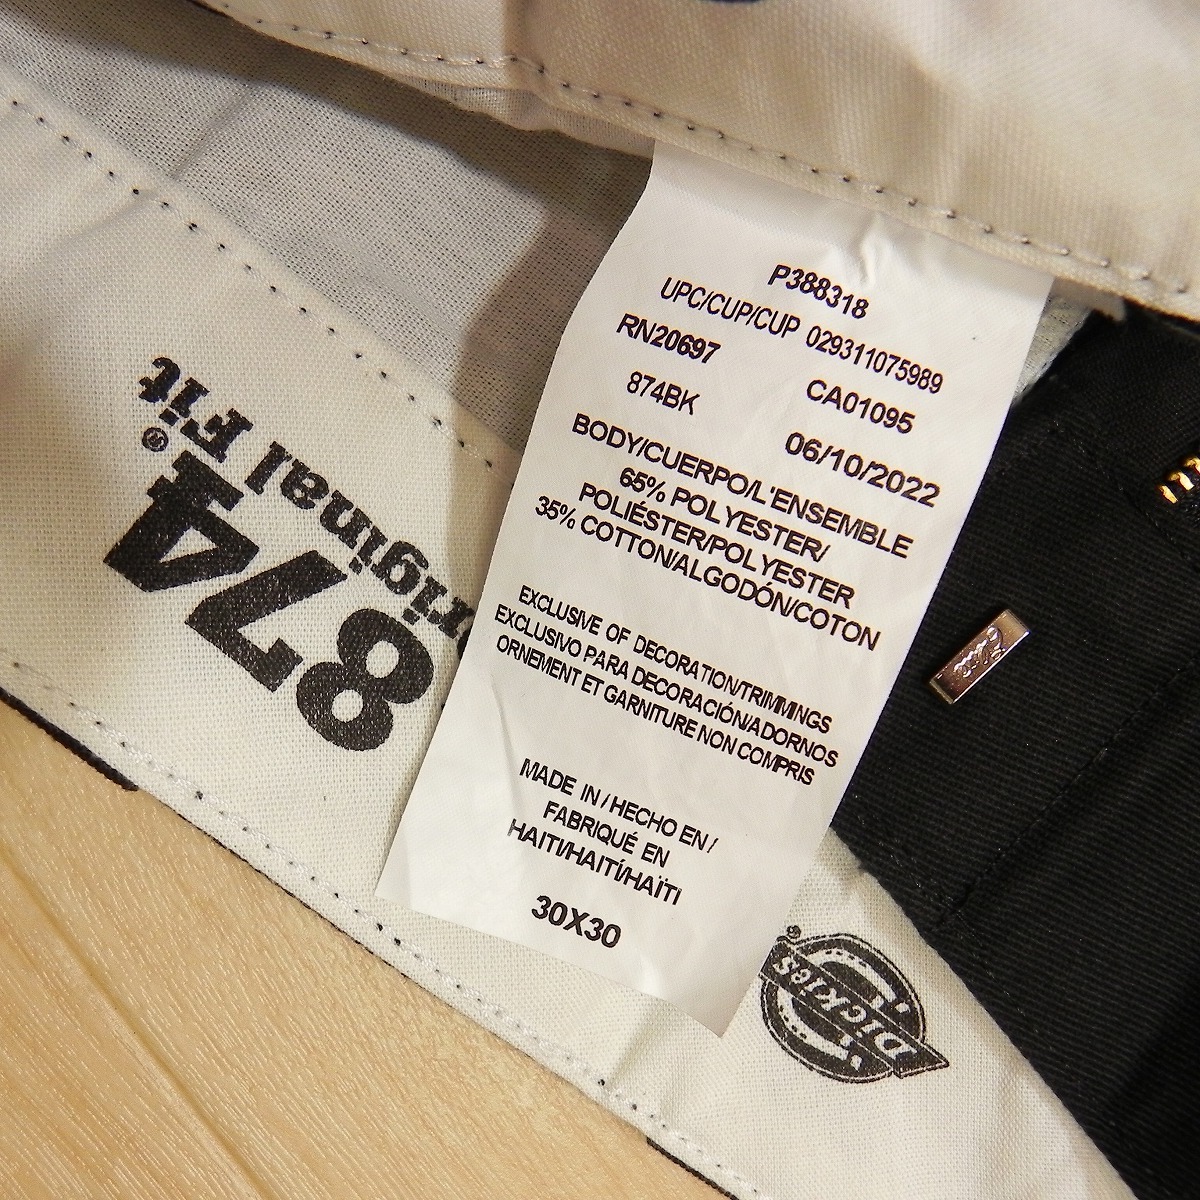 P388318
UPC/CUP/CUP 029311075989
RN20697 CA01095
874BK 06/10/2022
BODY/CUERPO/L'ENSEMBLE
65% POLYESTER/
POLIÉSTER/POLYESTER
35% COTTON/ALGODÓN/COTON
EXCLUSIVE OF DECORATION/TRIMMINGS
EXCLUSIVO PARA DECORACIÓN/ADORNOS
ORNEMENT ET GARNITURE NON COMPRIS
MADE IN / HECHO EN /
FABRIQUÉ EN
HAITI/HAITÍ/HAÏTI
30X30
874®
riginal Fit
Dickies®